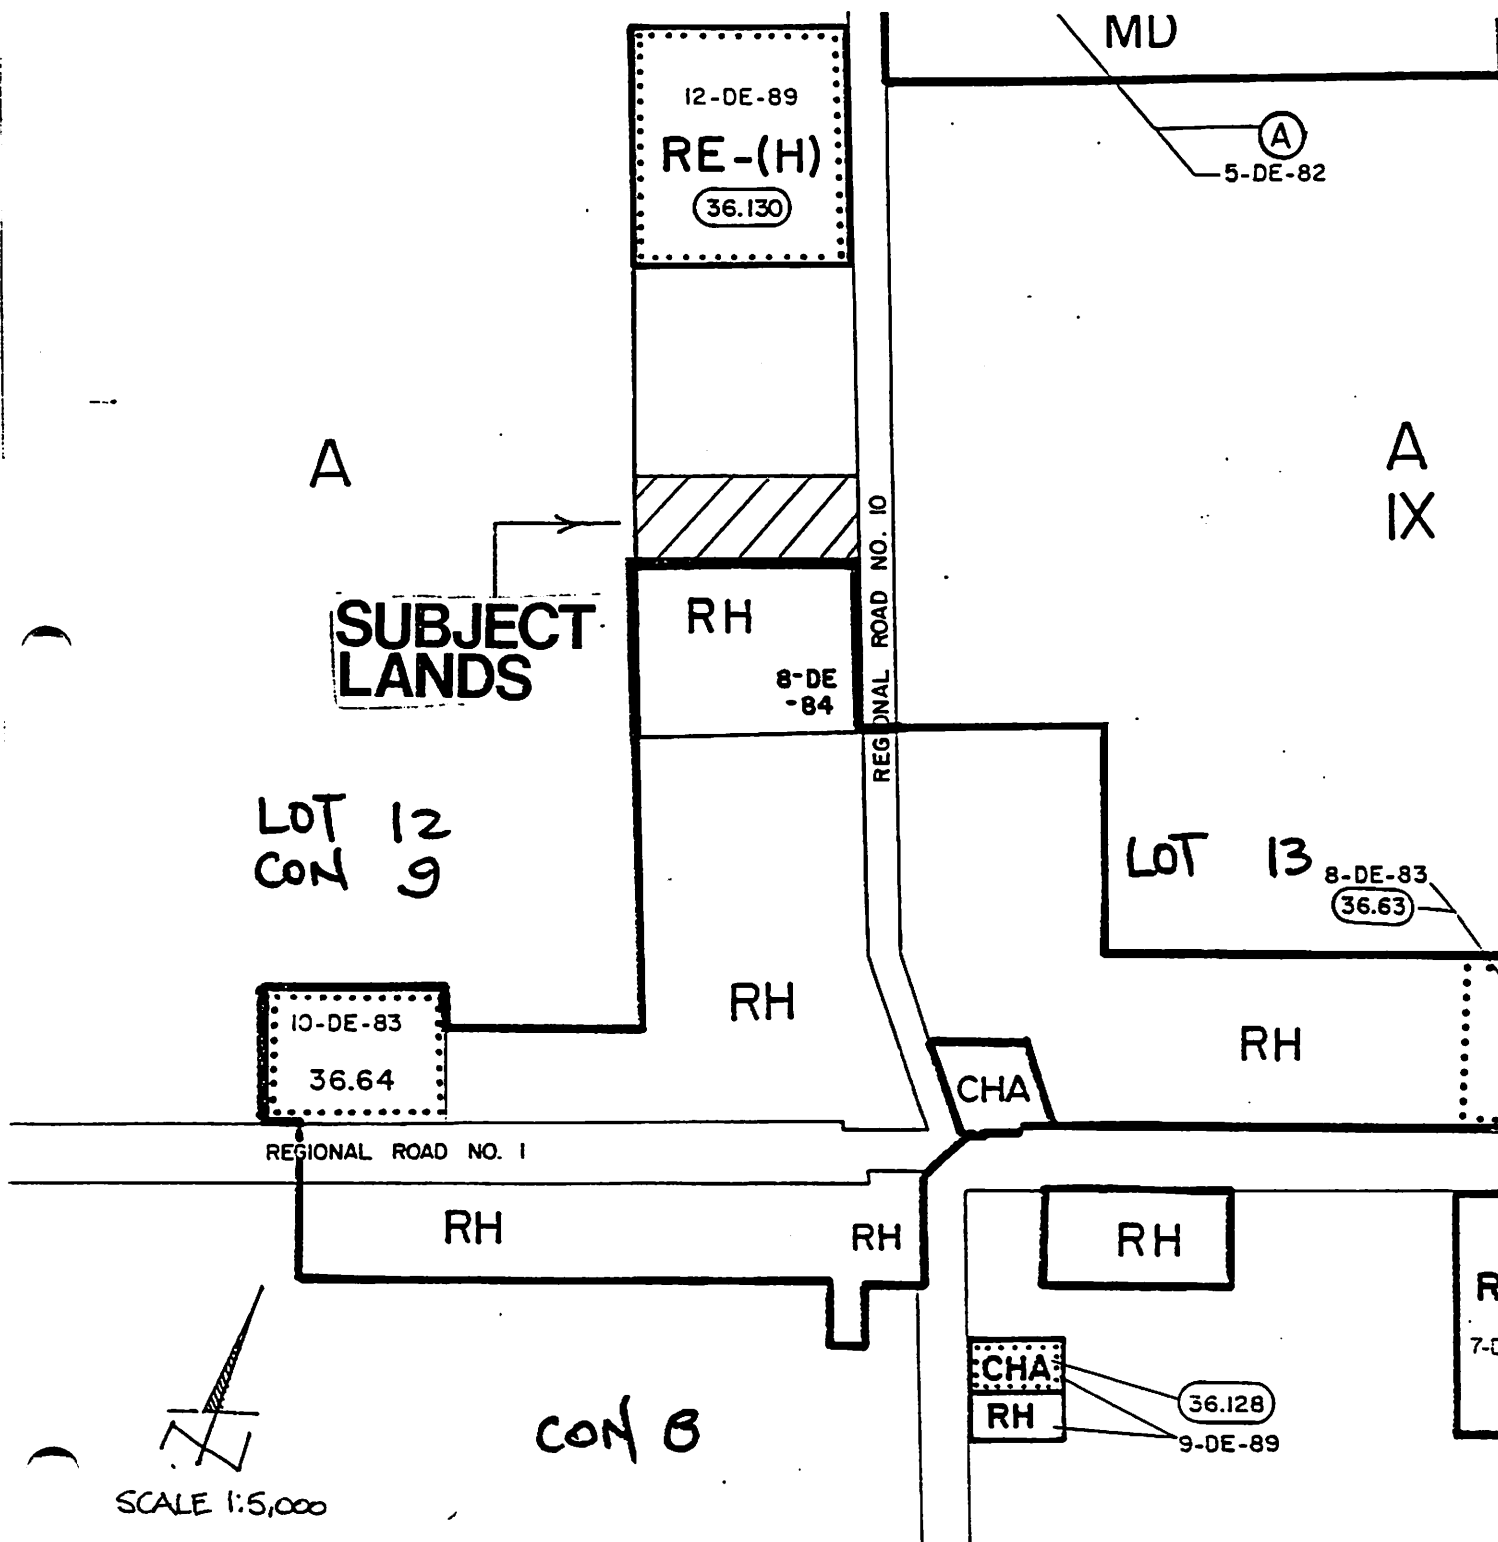 MD
12-DE-89
RE-(H)
36.130
A
5-DE-82
A
A
IX
REGIONAL ROAD NO. 10
SUBJECT
LANDS
RH
8-DE
-84
LOT 12
CON 9
LOT 13
8-DE-83
36.63
10-DE-83
36.64
RH
RH
CHA
REGIONAL ROAD NO. 1
RH
RH
RH
R
7-D
CHA
RH
36.128
9-DE-89
CON 8
SCALE 1:5,000